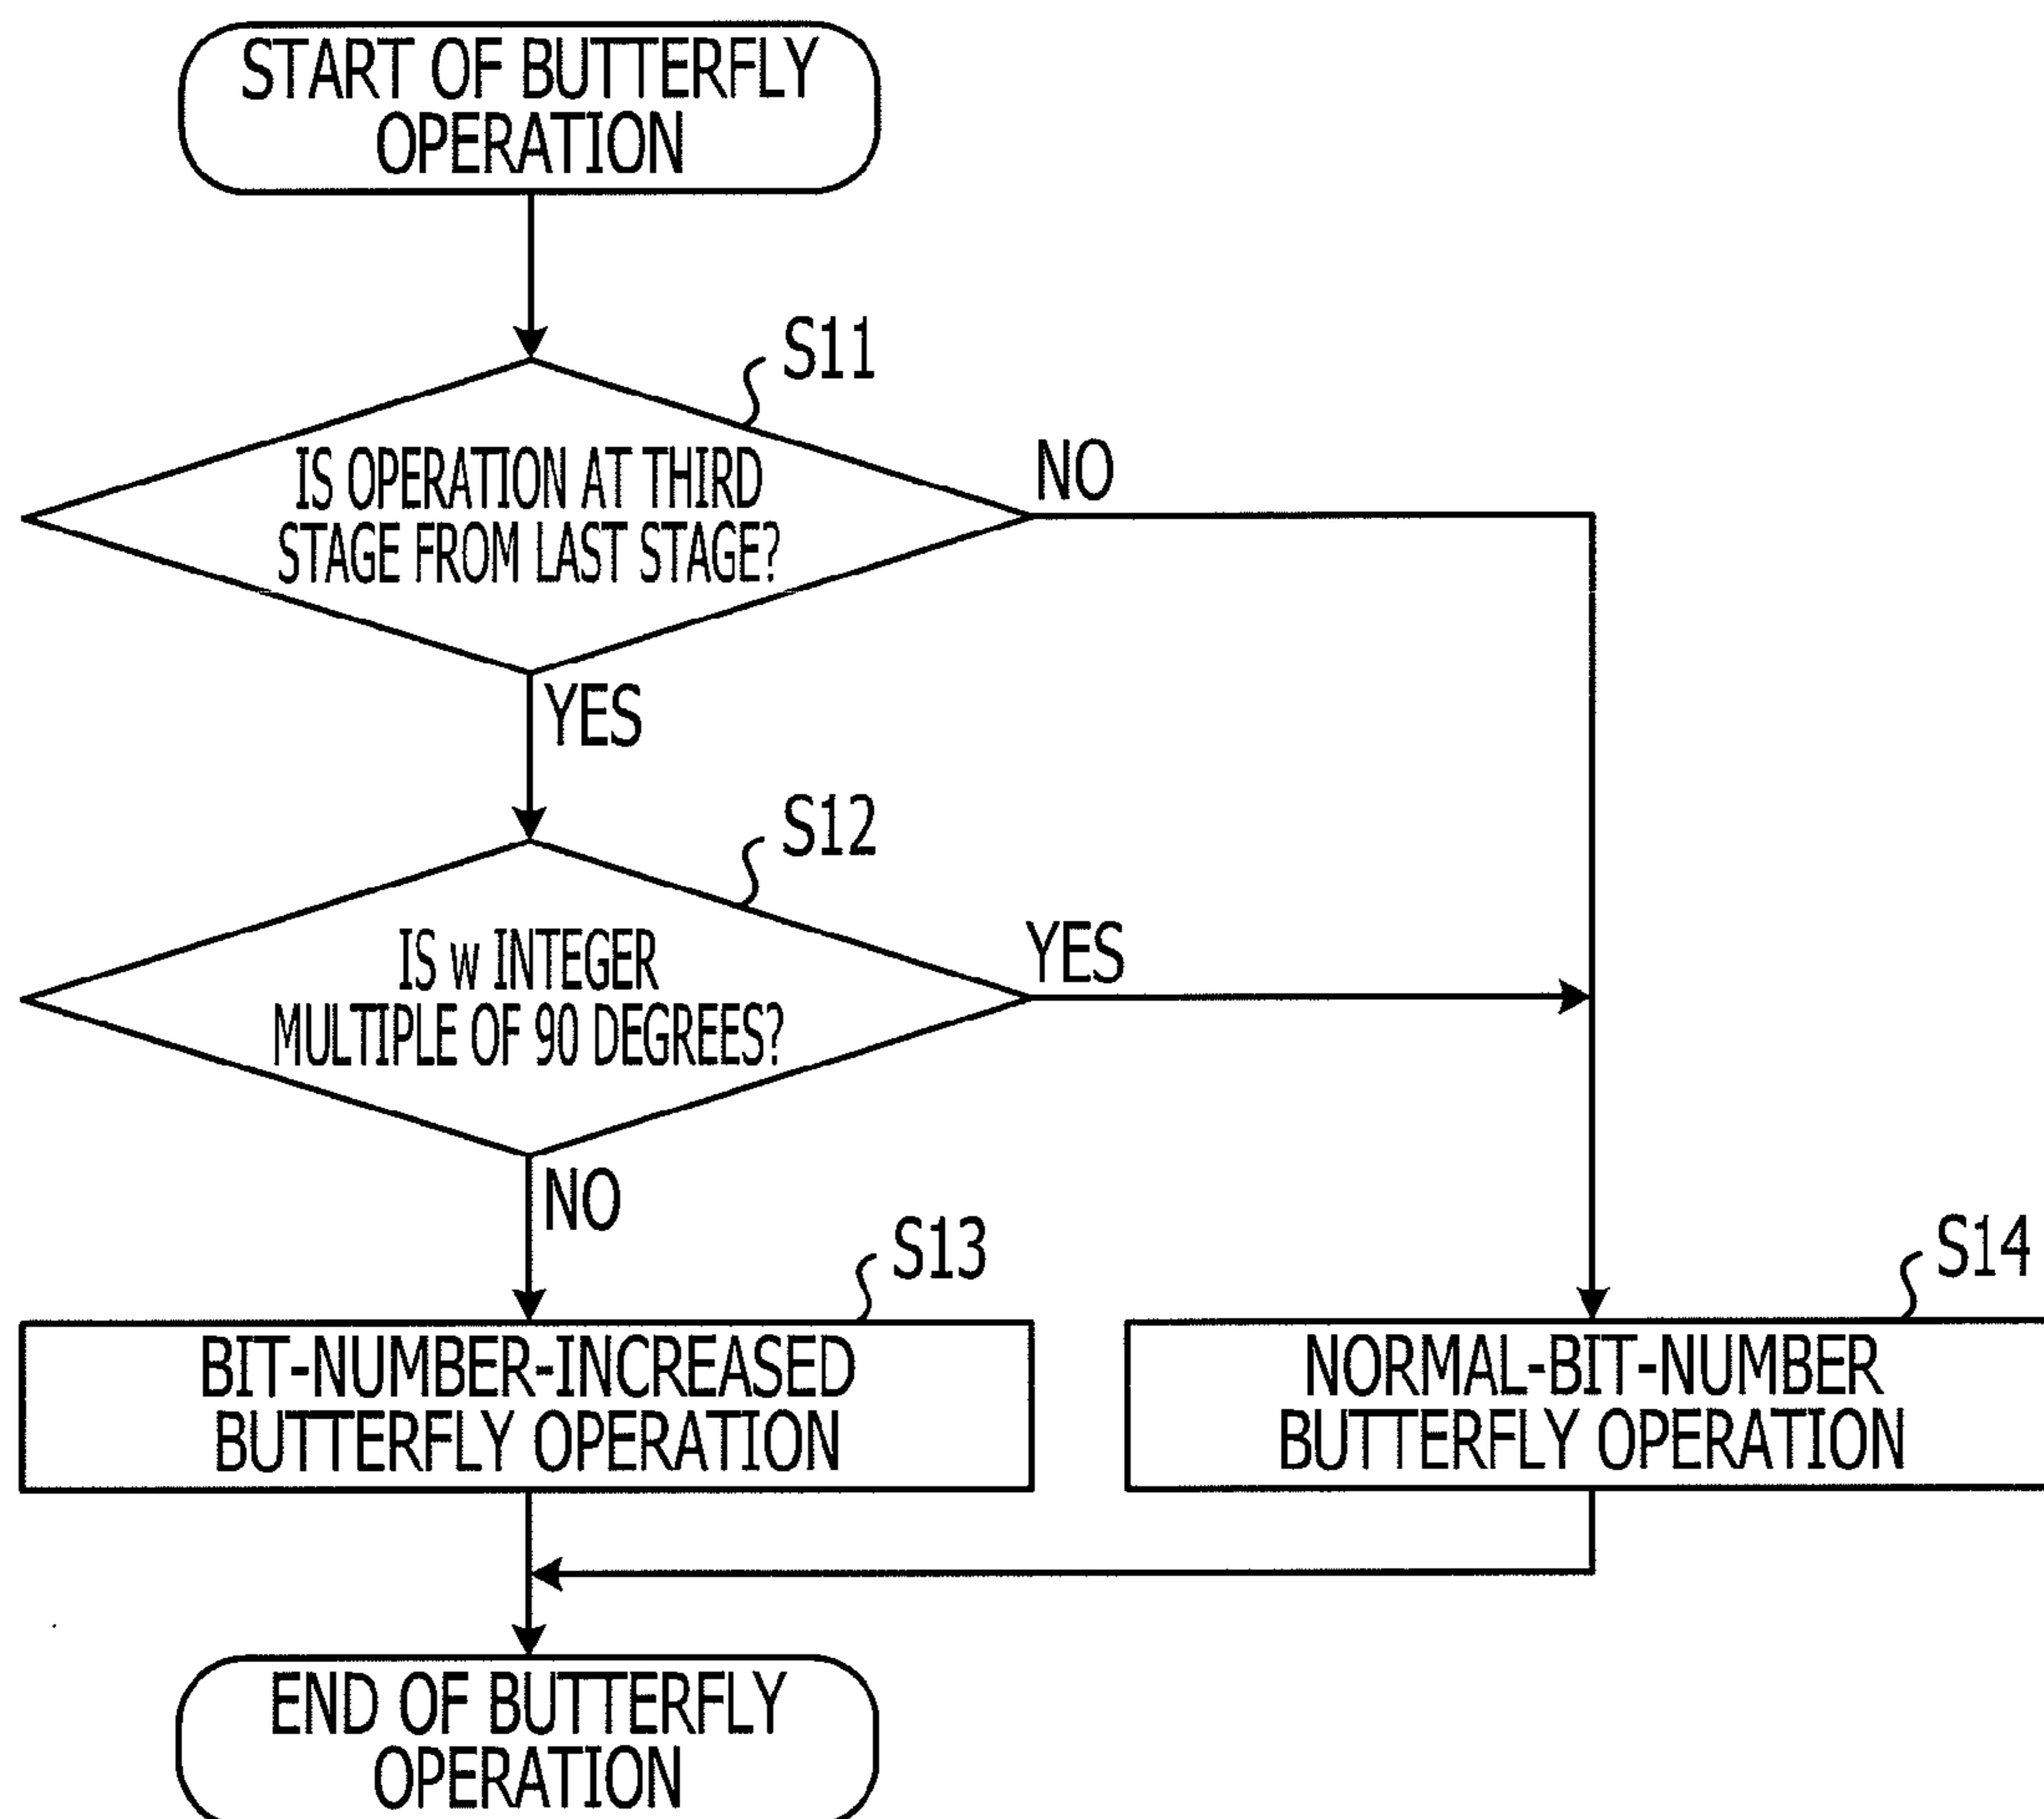 START OF BUTTERFLY
OPERATION
S11
IS OPERATION AT THIRD
STAGE FROM LAST STAGE?
NO
YES
S12
IS w INTEGER
MULTIPLE OF 90 DEGREES?
YES
NO
S13
BIT-NUMBER-INCREASED
BUTTERFLY OPERATION
S14
NORMAL-BIT-NUMBER
BUTTERFLY OPERATION
END OF BUTTERFLY
OPERATION